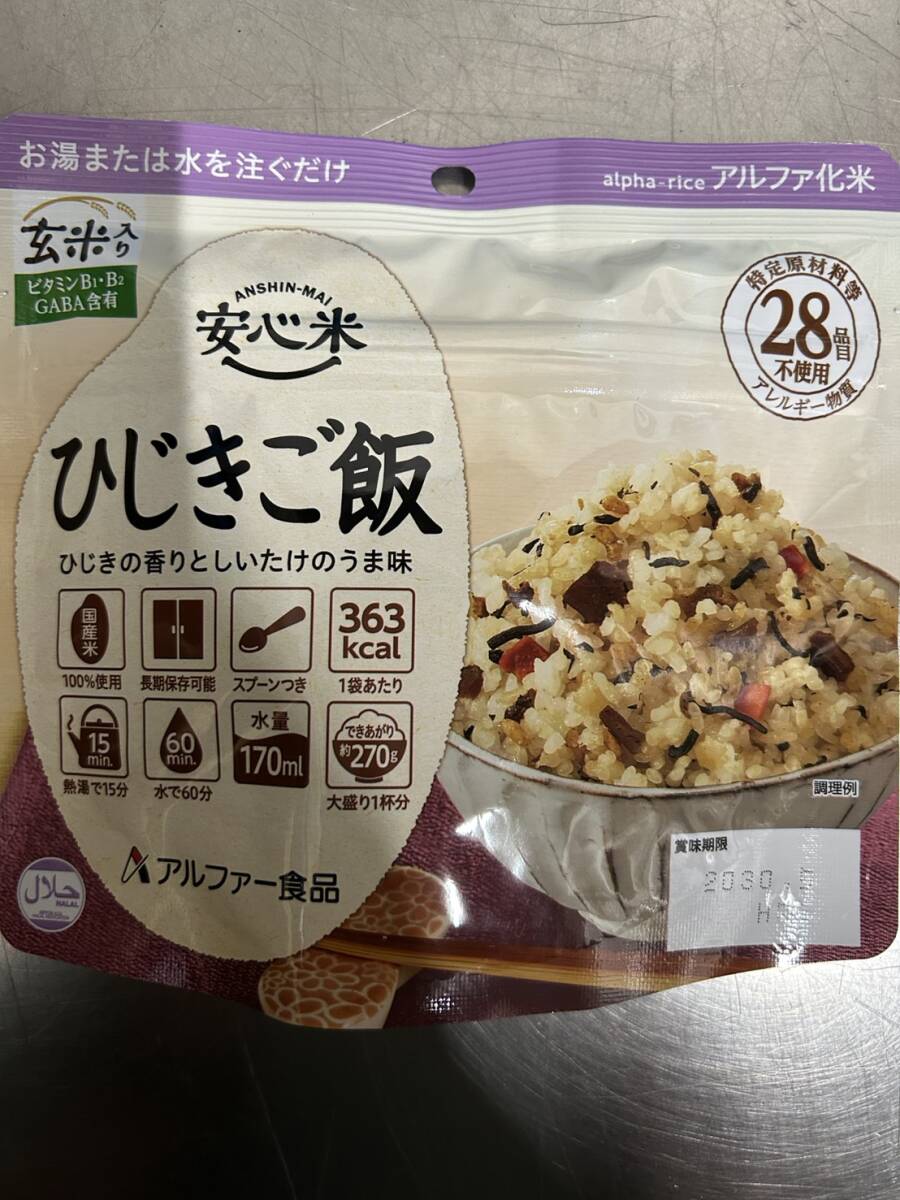 お湯または水を注ぐだけ
alpha-rice アルファ化米
玄米入り
ビタミンB1・B2
GABA含有
ANSHIN-MAI
安心米
特定原材料等
28品目
不使用
アレルギー物質
ひじきご飯
ひじきの香りとしいたけのうま味
国産米
100%使用
長期保存可能
スプーンつき
363
kcal
1袋あたり
15
min.
熱湯で15分
60
min.
水で60分
水量
170ml
できあがり
約270g
大盛り1杯分
調理例
賞味期限
2030.5
アルファー食品
حلال
HALAL